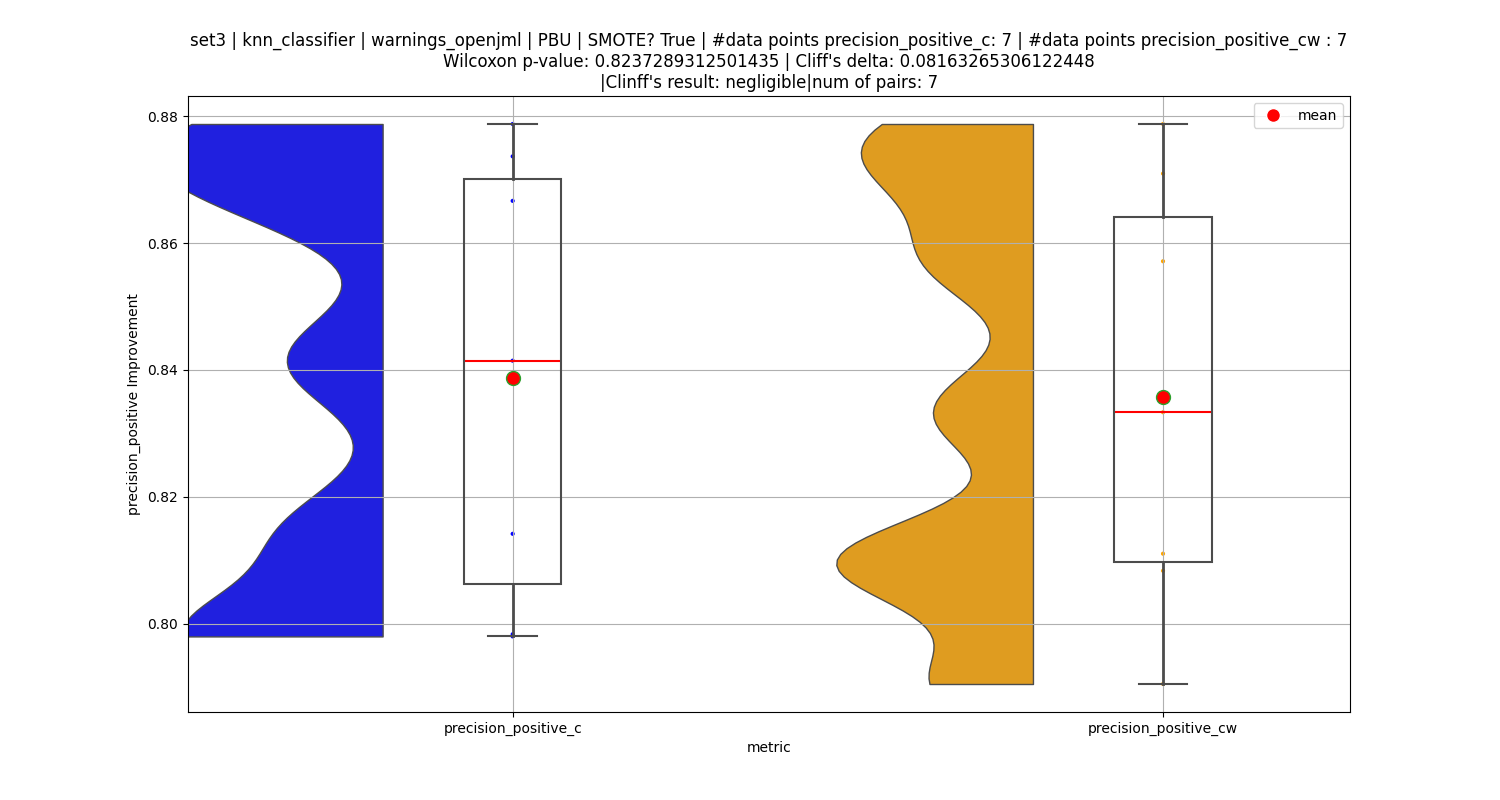 set3 | knn_classifier | warnings_openjml | PBU | SMOTE? True | #data points precision_positive_c: 7 | #data points precision_positive_cw : 7
Wilcoxon p-value: 0.8237289312501435 | Cliff's delta: 0.08163265306122448
|Clinff's result: negligible|num of pairs: 7
mean
0.88
0.86
0.84
0.82
0.80
precision_positive Improvement
precision_positive_c
precision_positive_cw
metric